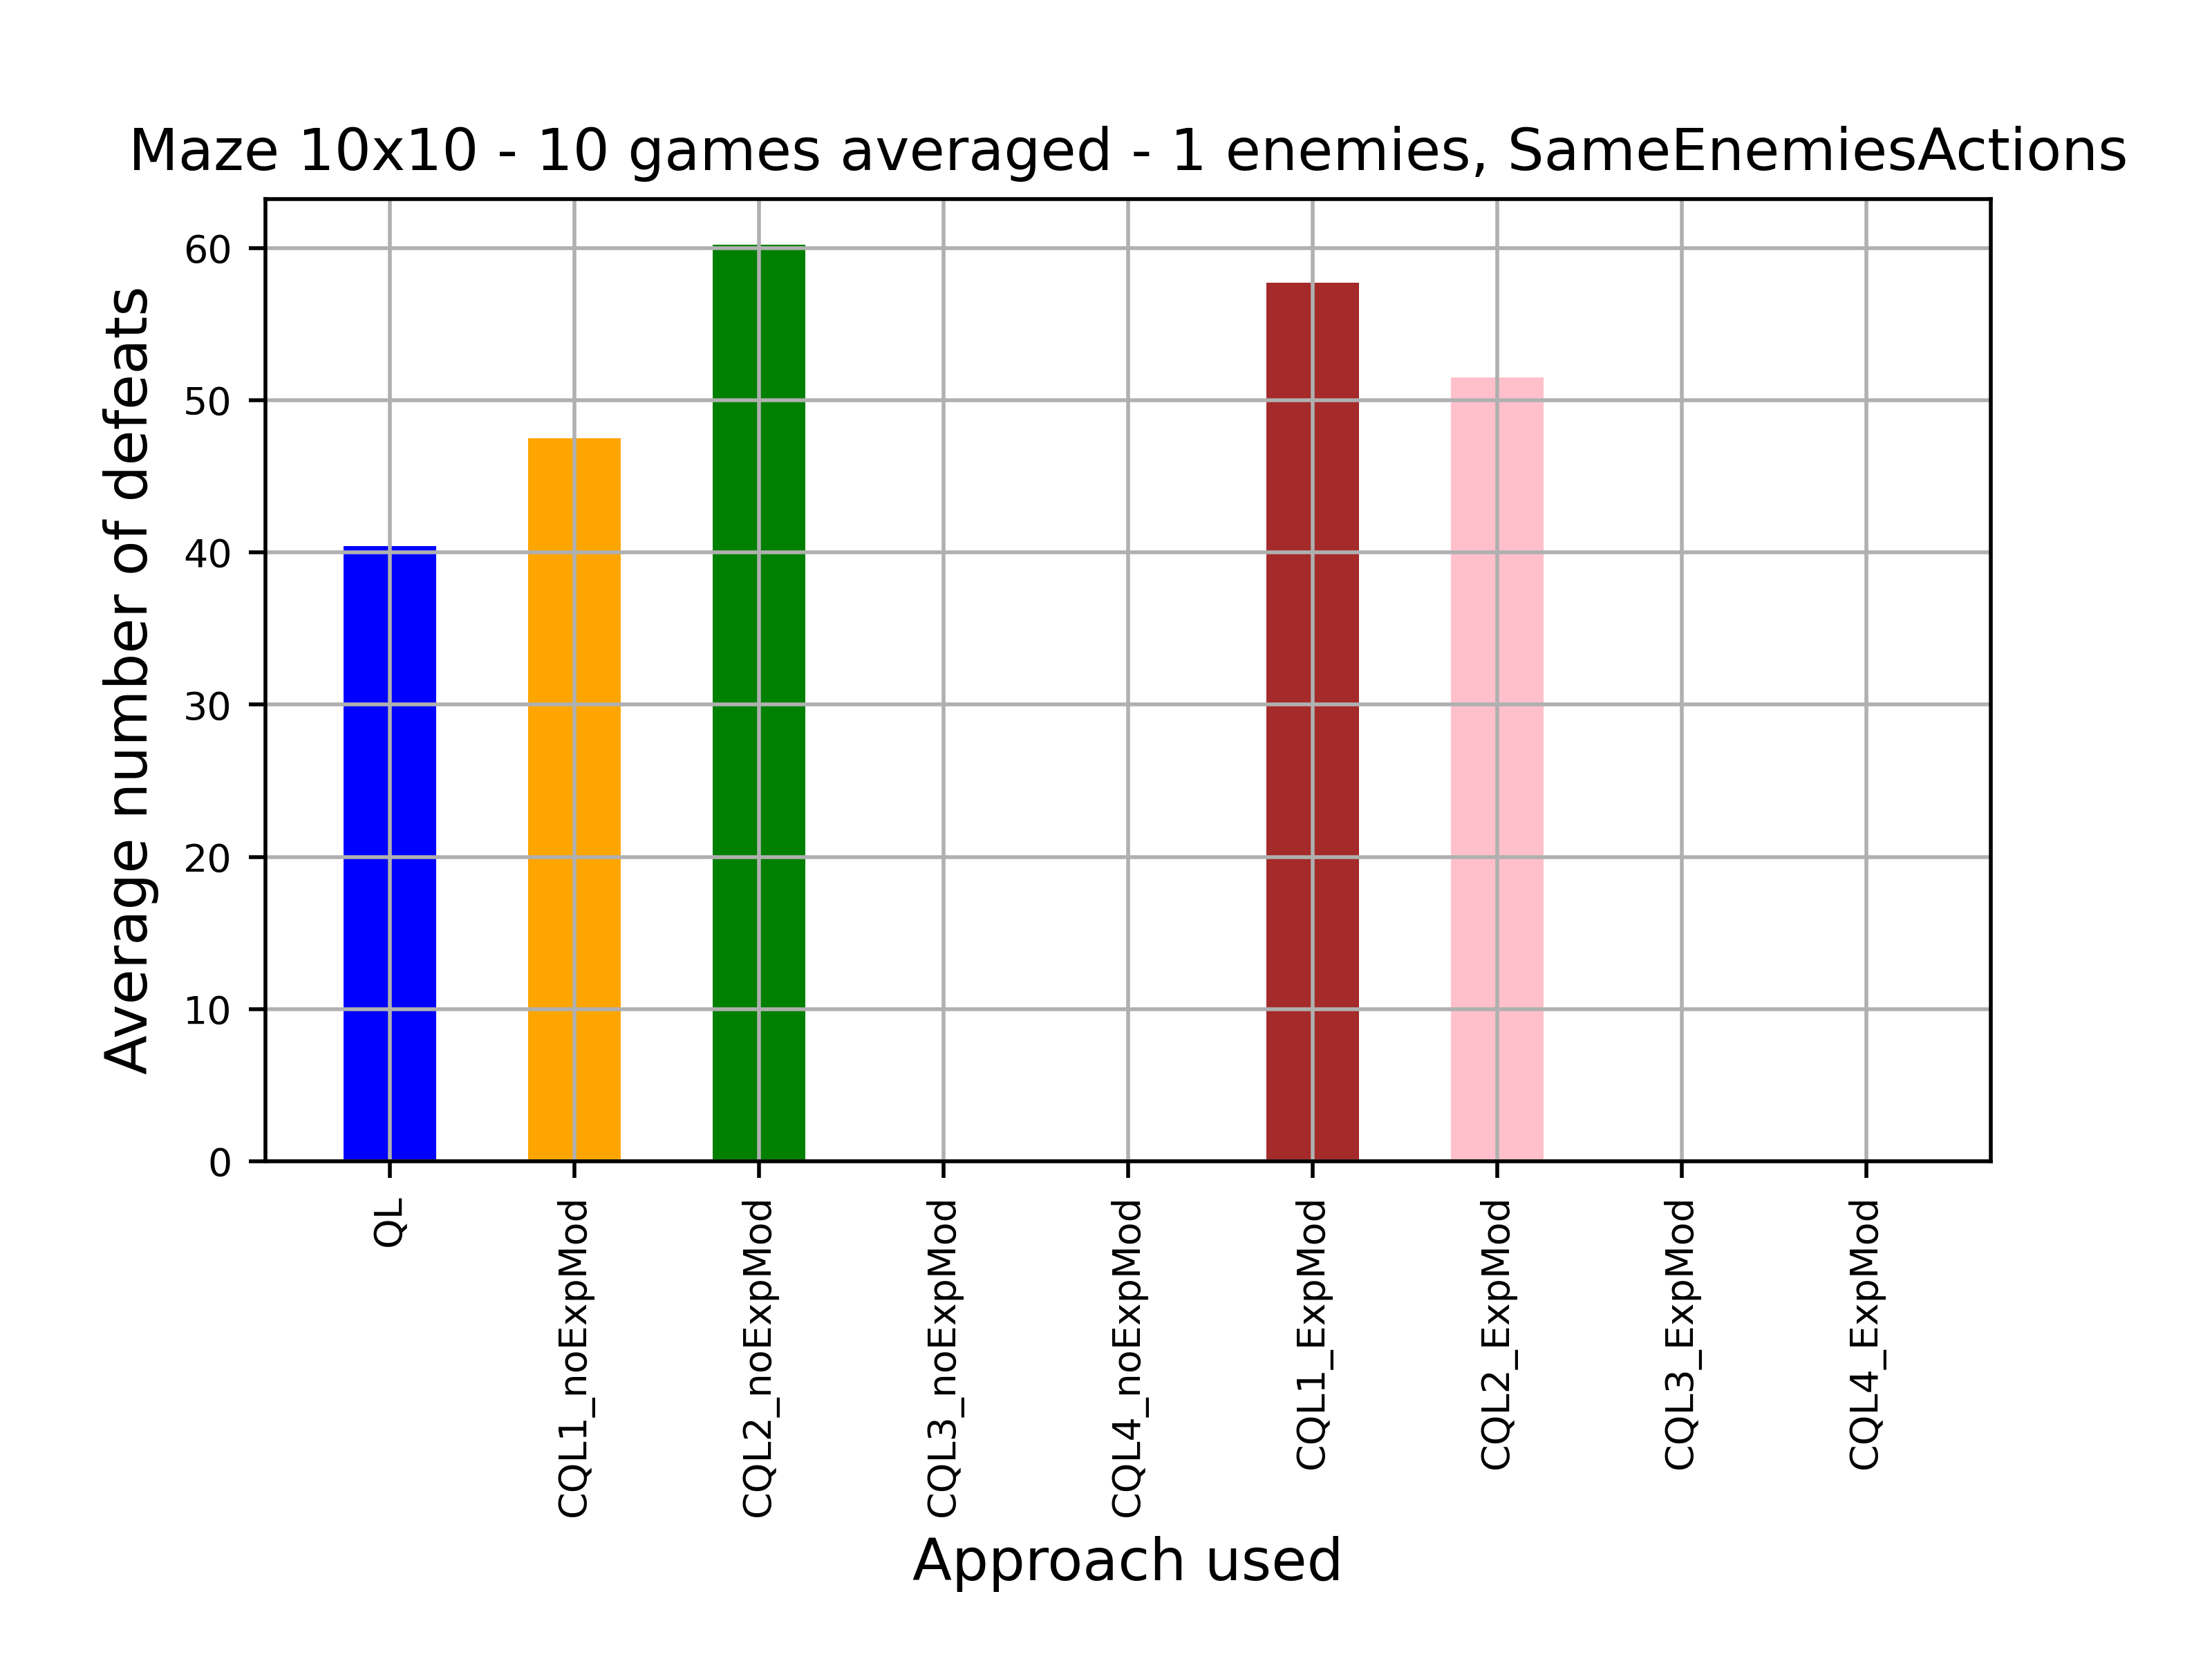 Maze 10x10 - 10 games averaged - 1 enemies, SameEnemiesActions
Average number of defeats
60
50
40
30
20
10
0
QL
CQL1_noExpMod
CQL2_noExpMod
CQL3_noExpMod
CQL4_noExpMod
CQL1_ExpMod
CQL2_ExpMod
CQL3_ExpMod
CQL4_ExpMod
Approach used